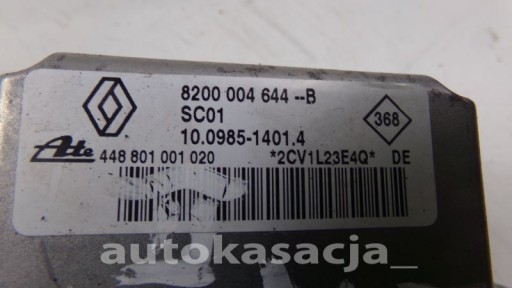 8200 004 644 --B
SC01
368
10.0985-1401.4
Ate 448 801 001 020 *2CV1L23E4Q* DE
autokasacja_